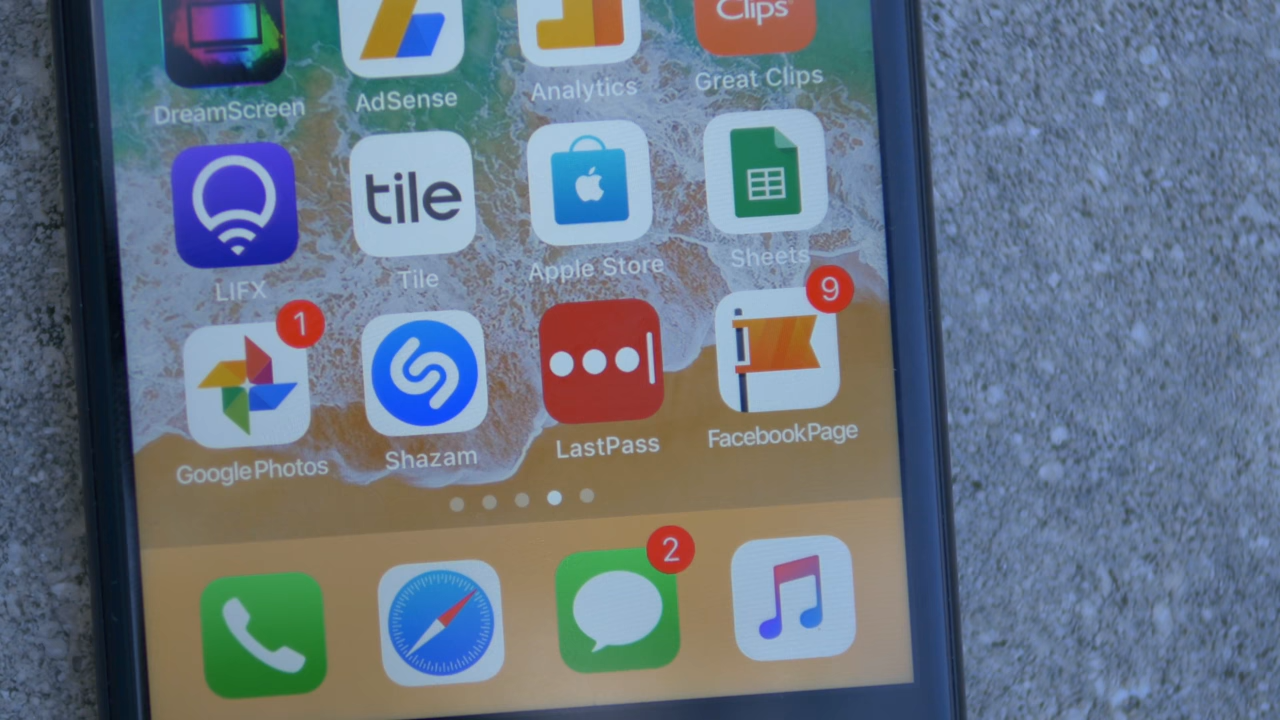 Clips
DreamScreen
AdSense
Analytics
Great Clips
tile
LIFX
Tile
Apple Store
Sheets
1
9
Google Photos
Shazam
LastPass
FacebookPage
2